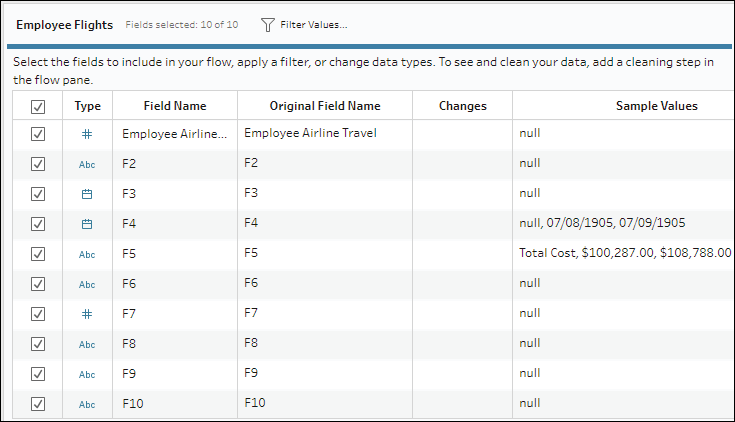 Employee Flights Fields selected: 10 of 10 Filter Values...
Select the fields to include in your flow, apply a filter, or change data types. To see and clean your data, add a cleaning step in
the flow pane.
Type Field Name Original Field Name Changes Sample Values
# Employee Airline... Employee Airline Travel null
Abc F2 F2 null
F3 F3 null
F4 F4 null, 07/08/1905, 07/09/1905
Abc F5 F5 Total Cost, $100,287.00, $108,788.00
Abc F6 F6 null
# F7 F7 null
Abc F8 F8 null
Abc F9 F9 null
Abc F10 F10 null